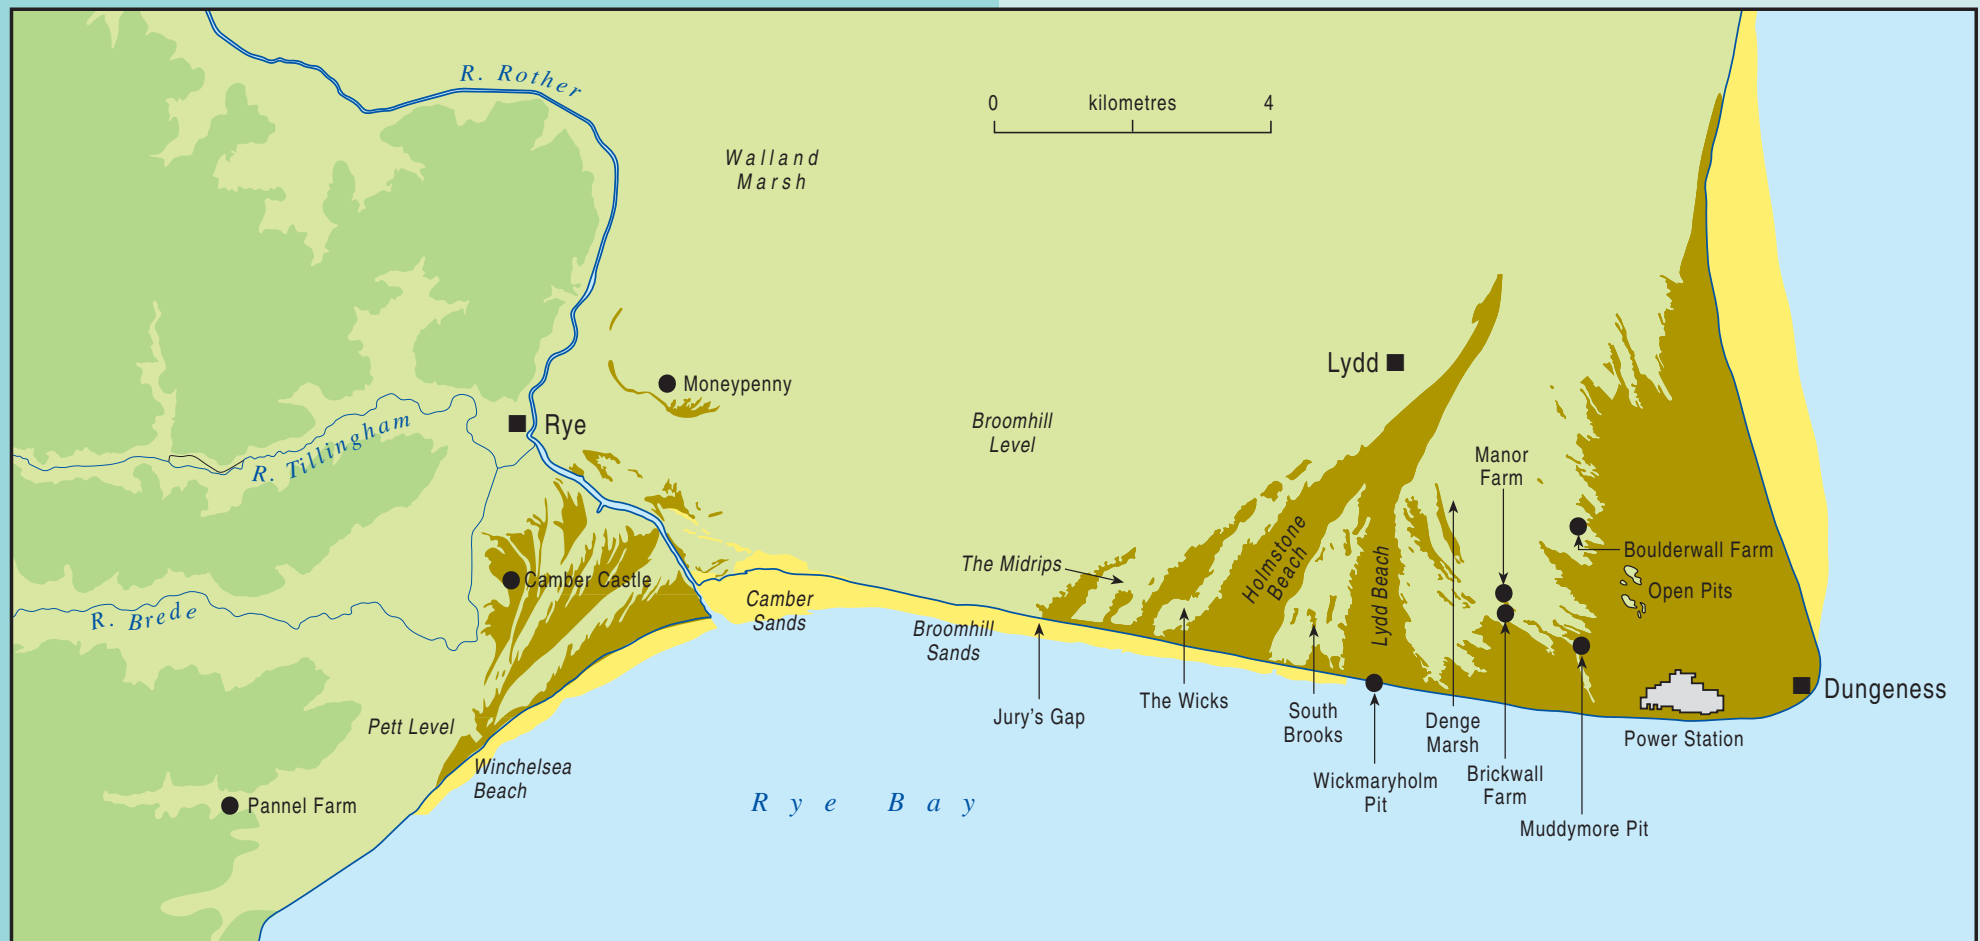 R. Rother
0 kilometres 4
Walland
Marsh
Lydd
Moneypenny
Rye
Broomhill
Level
R. Tillingham
Manor
Farm
Boulderwall Farm
The Midrips
Holmstone
Beach
Lydd Beach
Camber Castle
Open Pits
Camber
Sands
R. Brede
Broomhill
Sands
Dungeness
The Wicks
Jury's Gap
South
Brooks
Denge
Marsh
Pett Level
Power Station
Winchelsea
Beach
Wickmaryholm
Pit
Brickwall
Farm
Rye Bay
Pannel Farm
Muddymore Pit